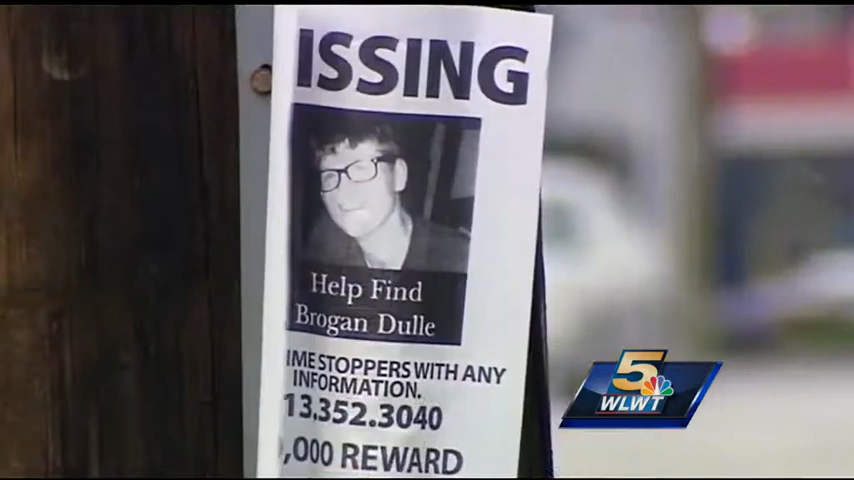 ISSING
Help Find
Brogan Dulle
IME STOPPERS WITH ANY
INFORMATION.
13.352.3040
,000 REWARD
5
WLWT